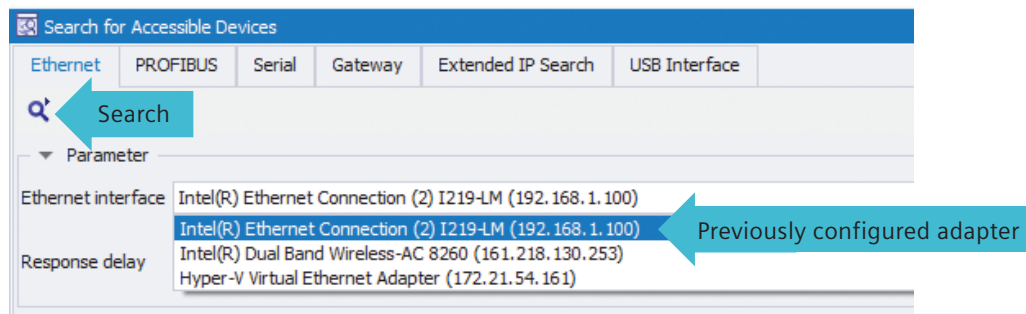 Search for Accessible Devices
Ethernet PROFIBUS Serial Gateway Extended IP Search USB Interface
Search
Parameter
Ethernet interface Intel(R) Ethernet Connection (2) I219-LM (192.168.1.100)
Intel(R) Ethernet Connection (2) I219-LM (192.168.1.100) Previously configured adapter
Response delay Intel(R) Dual Band Wireless-AC 8260 (161.218.130.253)
Hyper-V Virtual Ethernet Adapter (172.21.54.161)